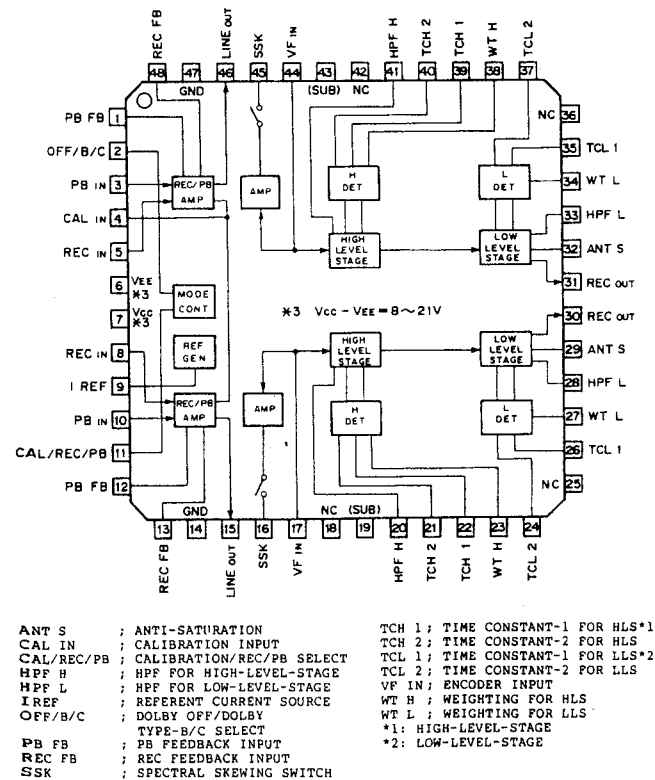 REC FB
LINE OUT
SSK
VF IN
HPF H
TCH 2
TCH 1
WT H
TCL 2
48 47 46 45 44 43 42 41 40 39 38 37
GND (SUB) NC
PB FB 1
OFF/B/C 2
PB IN 3
CAL IN 4
REC IN 5
6 VEE *3
7 VCC *3
REC IN 8
I REF 9
PB IN 10
CAL/REC/PB 11
PB FB 12
NC 36
35 TCL 1
34 WT L
33 HPF L
32 ANT S
31 REC OUT
30 REC OUT
29 ANT S
28 HPF L
27 WT L
26 TCL 1
NC 25
REC/PB
AMP
AMP
H
DET
L
DET
HIGH
LEVEL
STAGE
LOW
LEVEL
STAGE
MODE
CONT
*3 VCC - VEE = 8～21V
REF
GEN
HIGH
LEVEL
STAGE
LOW
LEVEL
STAGE
REC/PB
AMP
AMP
H
DET
L
DET
GND NC (SUB)
13 14 15 16 17 18 19 20 21 22 23 24
REC FB
LINE OUT
SSK
VF IN
HPF H
TCH 2
TCH 1
WT H
TCL 2
ANT S ; ANTI-SATURATION
CAL IN ; CALIBRATION INPUT
CAL/REC/PB ; CALIBRATION/REC/PB SELECT
HPF H ; HPF FOR HIGH-LEVEL-STAGE
HPF L ; HPF FOR LOW-LEVEL-STAGE
IREF ; REFERENT CURRENT SOURCE
OFF/B/C ; DOLBY OFF/DOLBY
TYPE-B/C SELECT
PB FB ; PB FEEDBACK INPUT
REC FB ; REC FEEDBACK INPUT
SSK ; SPECTRAL SKEWING SWITCH
TCH 1 ; TIME CONSTANT-1 FOR HLS*1
TCH 2 ; TIME CONSTANT-2 FOR HLS
TCL 1 ; TIME CONSTANT-1 FOR LLS*2
TCL 2 ; TIME CONSTANT-2 FOR LLS
VF IN ; ENCODER INPUT
WT H ; WEIGHTING FOR HLS
WT L ; WEIGHTING FOR LLS
*1: HIGH-LEVEL-STAGE
*2: LOW-LEVEL-STAGE